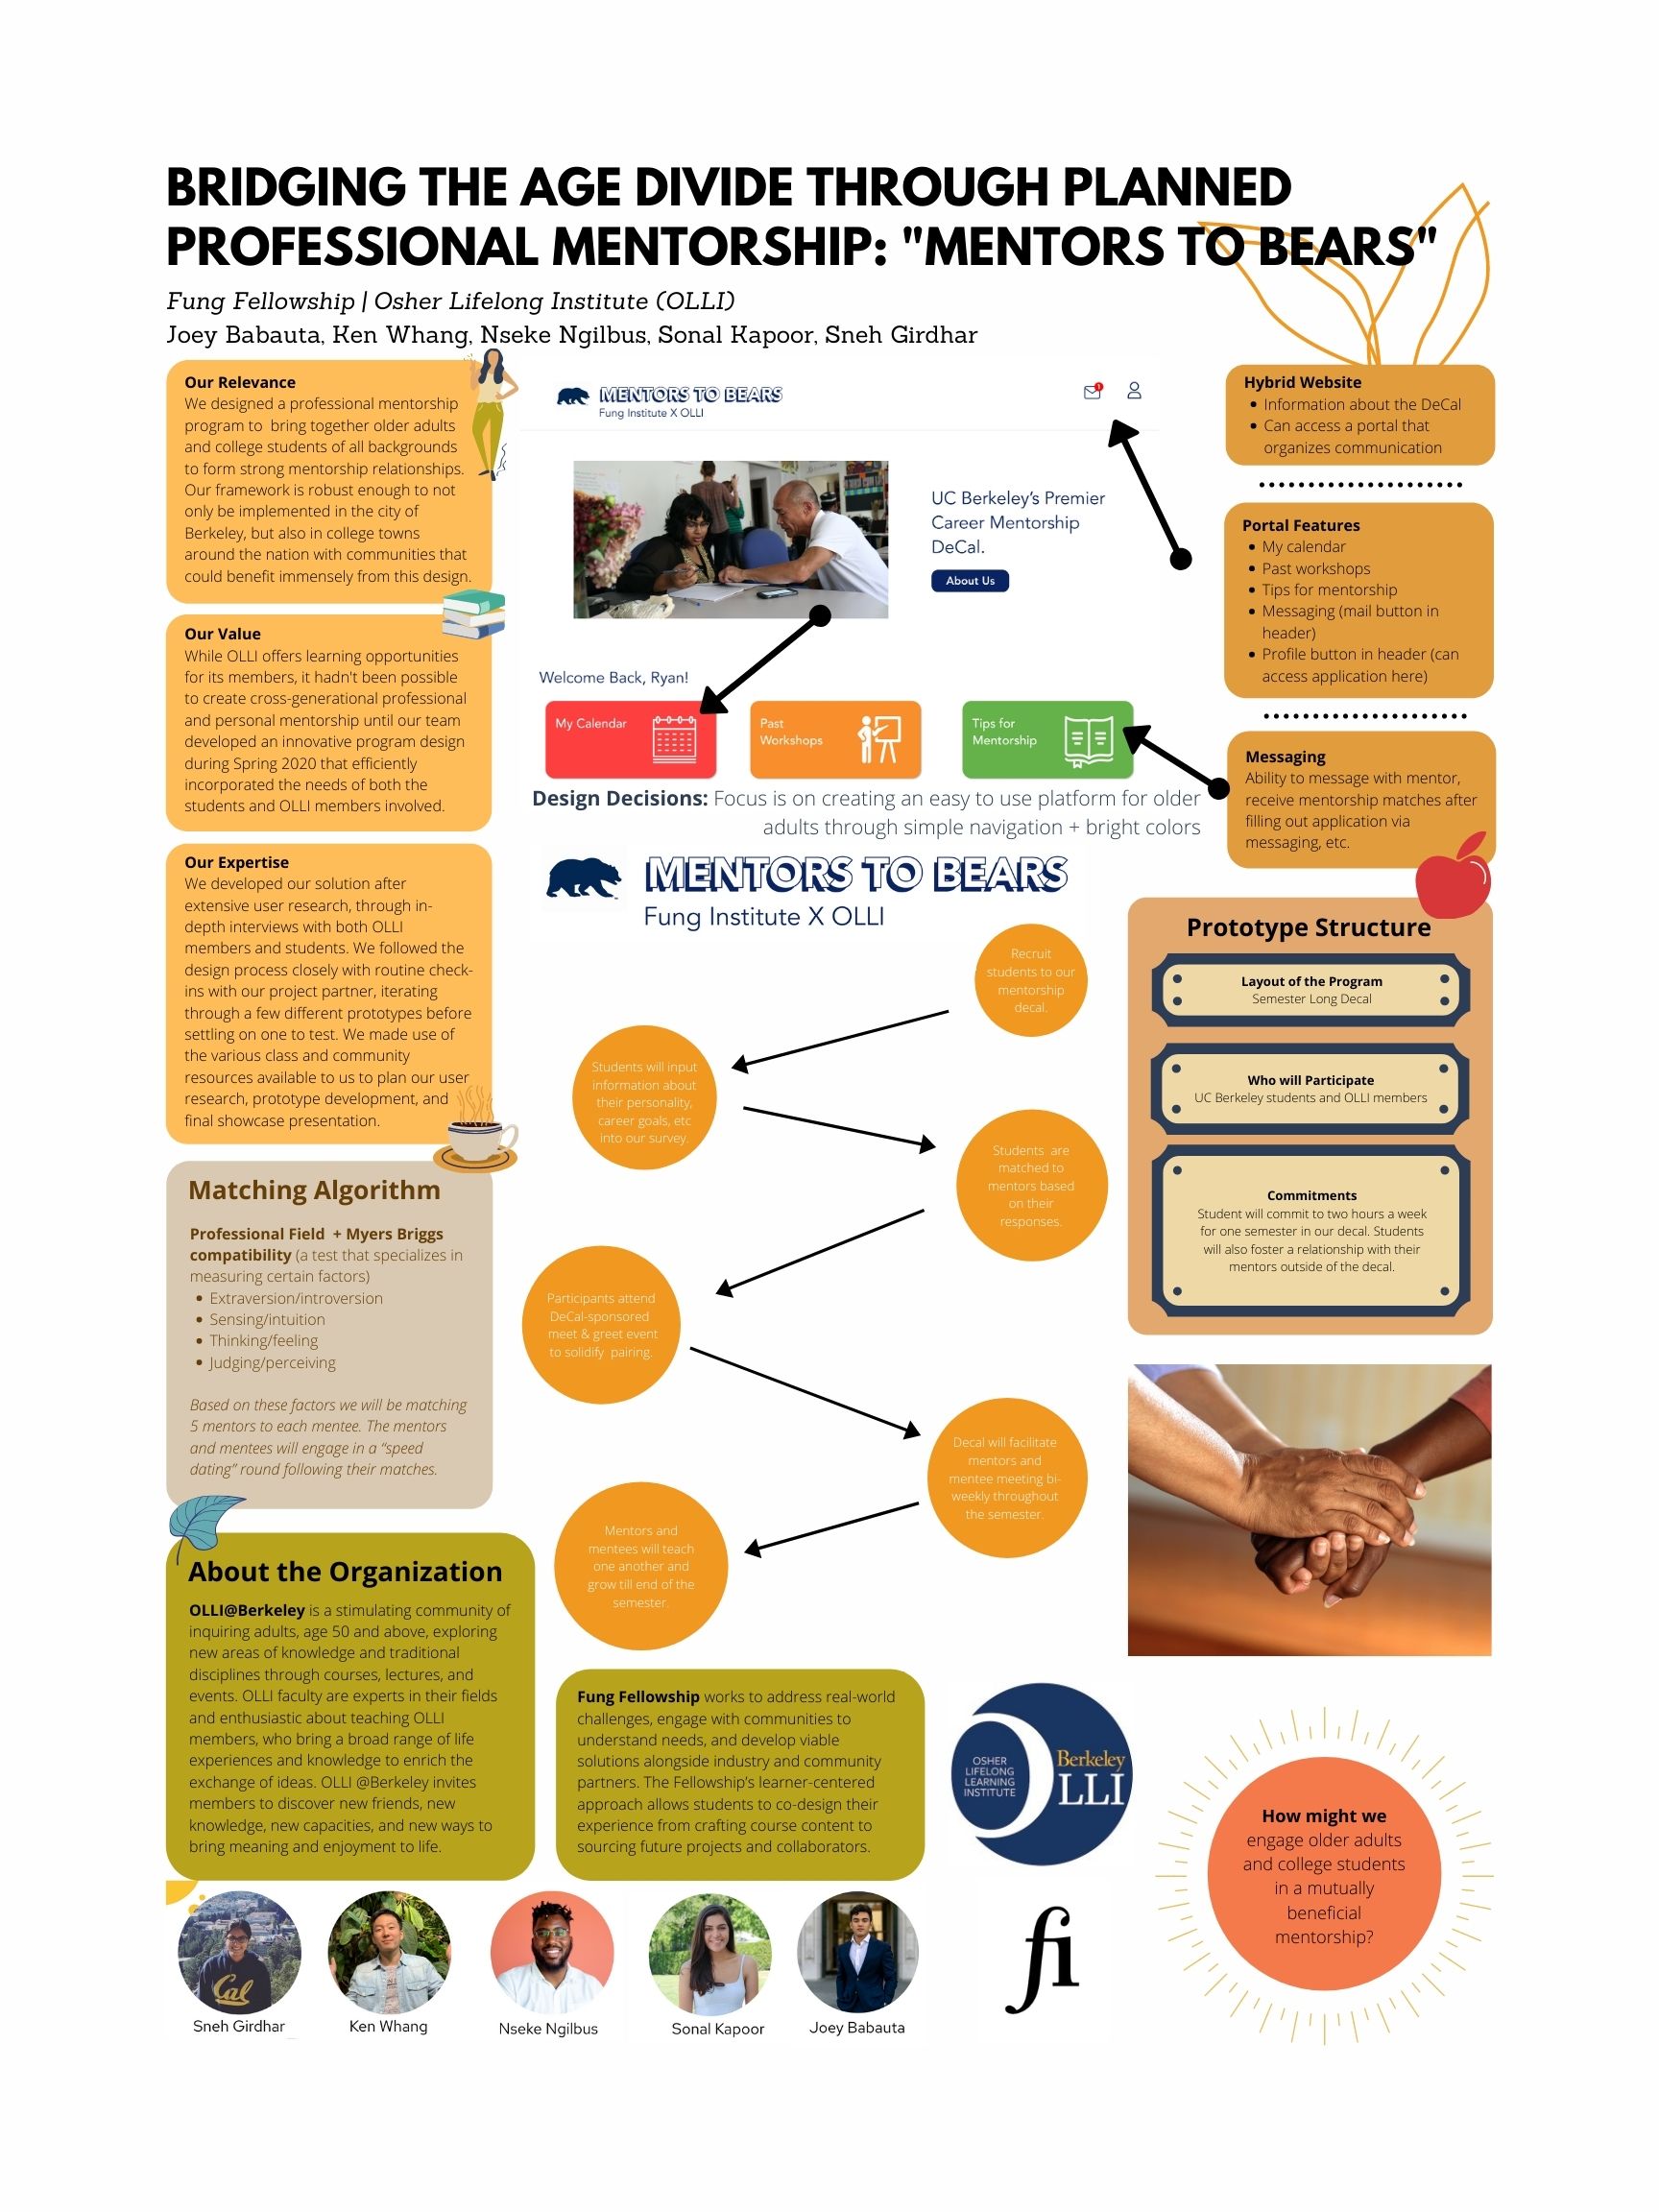 BRIDGING THE AGE DIVIDE THROUGH PLANNED
PROFESSIONAL MENTORSHIP: "MENTORS TO BEARS"
Fung Fellowship | Osher Lifelong Institute (OLLI)
Joey Babauta, Ken Whang, Nseke Ngilbus, Sonal Kapoor, Sneh Girdhar
Our Relevance
We designed a professional mentorship
program to bring together older adults
and college students of all backgrounds
to form strong mentorship relationships.
Our framework is robust enough to not
only be implemented in the city of
Berkeley, but also in college towns
around the nation with communities that
could benefit immensely from this design.
Our Value
While OLLI offers learning opportunities
for its members, it hadn't been possible
to create cross-generational professional
and personal mentorship until our team
developed an innovative program design
during Spring 2020 that efficiently
incorporated the needs of both the
students and OLLI members involved.
Our Expertise
We developed our solution after
extensive user research, through in-
depth interviews with both OLLI
members and students. We followed the
design process closely with routine check-
ins with our project partner, iterating
through a few different prototypes before
settling on one to test. We made use of
the various class and community
resources available to us to plan our user
research, prototype development, and
final showcase presentation.
Matching Algorithm
Professional Field + Myers Briggs
compatibility (a test that specializes in
measuring certain factors)
• Extraversion/introversion
• Sensing/intuition
• Thinking/feeling
• Judging/perceiving
Based on these factors we will be matching
5 mentors to each mentee. The mentors
and mentees will engage in a “speed
dating” round following their matches.
MENTORS TO BEARS
Fung Institute X OLLI
1
UC Berkeley’s Premier
Career Mentorship
DeCal.
About Us
Welcome Back, Ryan!
My Calendar
Past
Workshops
Tips for
Mentorship
Design Decisions: Focus is on creating an easy to use platform for older
adults through simple navigation + bright colors
MENTORS TO BEARS
Fung Institute X OLLI
Recruit
students to our
mentorship
decal.
Students will input
information about
their personality,
career goals, etc
into our survey.
Students are
matched to
mentors based
on their
responses.
Participants attend
DeCal-sponsored
meet & greet event
to solidify pairing.
Decal will facilitate
mentors and
mentee meeting bi-
weekly throughout
the semester.
Mentors and
mentees will teach
one another and
grow till end of the
semester.
Hybrid Website
• Information about the DeCal
• Can access a portal that
organizes communication
Portal Features
• My calendar
• Past workshops
• Tips for mentorship
• Messaging (mail button in
header)
• Profile button in header (can
access application here)
Messaging
Ability to message with mentor,
receive mentorship matches after
filling out application via
messaging, etc.
Prototype Structure
Layout of the Program
Semester Long Decal
Who will Participate
UC Berkeley students and OLLI members
Commitments
Student will commit to two hours a week
for one semester in our decal. Students
will also foster a relationship with their
mentors outside of the decal.
About the Organization
OLLI@Berkeley is a stimulating community of
inquiring adults, age 50 and above, exploring
new areas of knowledge and traditional
disciplines through courses, lectures, and
events. OLLI faculty are experts in their fields
and enthusiastic about teaching OLLI
members, who bring a broad range of life
experiences and knowledge to enrich the
exchange of ideas. OLLI @Berkeley invites
members to discover new friends, new
knowledge, new capacities, and new ways to
bring meaning and enjoyment to life.
Fung Fellowship works to address real-world
challenges, engage with communities to
understand needs, and develop viable
solutions alongside industry and community
partners. The Fellowship’s learner-centered
approach allows students to co-design their
experience from crafting course content to
sourcing future projects and collaborators.
OSHER
LIFELONG
LEARNING
INSTITUTE
Berkeley
OLLI
How might we
engage older adults
and college students
in a mutually
beneficial
mentorship?
Cal
fi
Sneh Girdhar
Ken Whang
Nseke Ngilbus
Sonal Kapoor
Joey Babauta